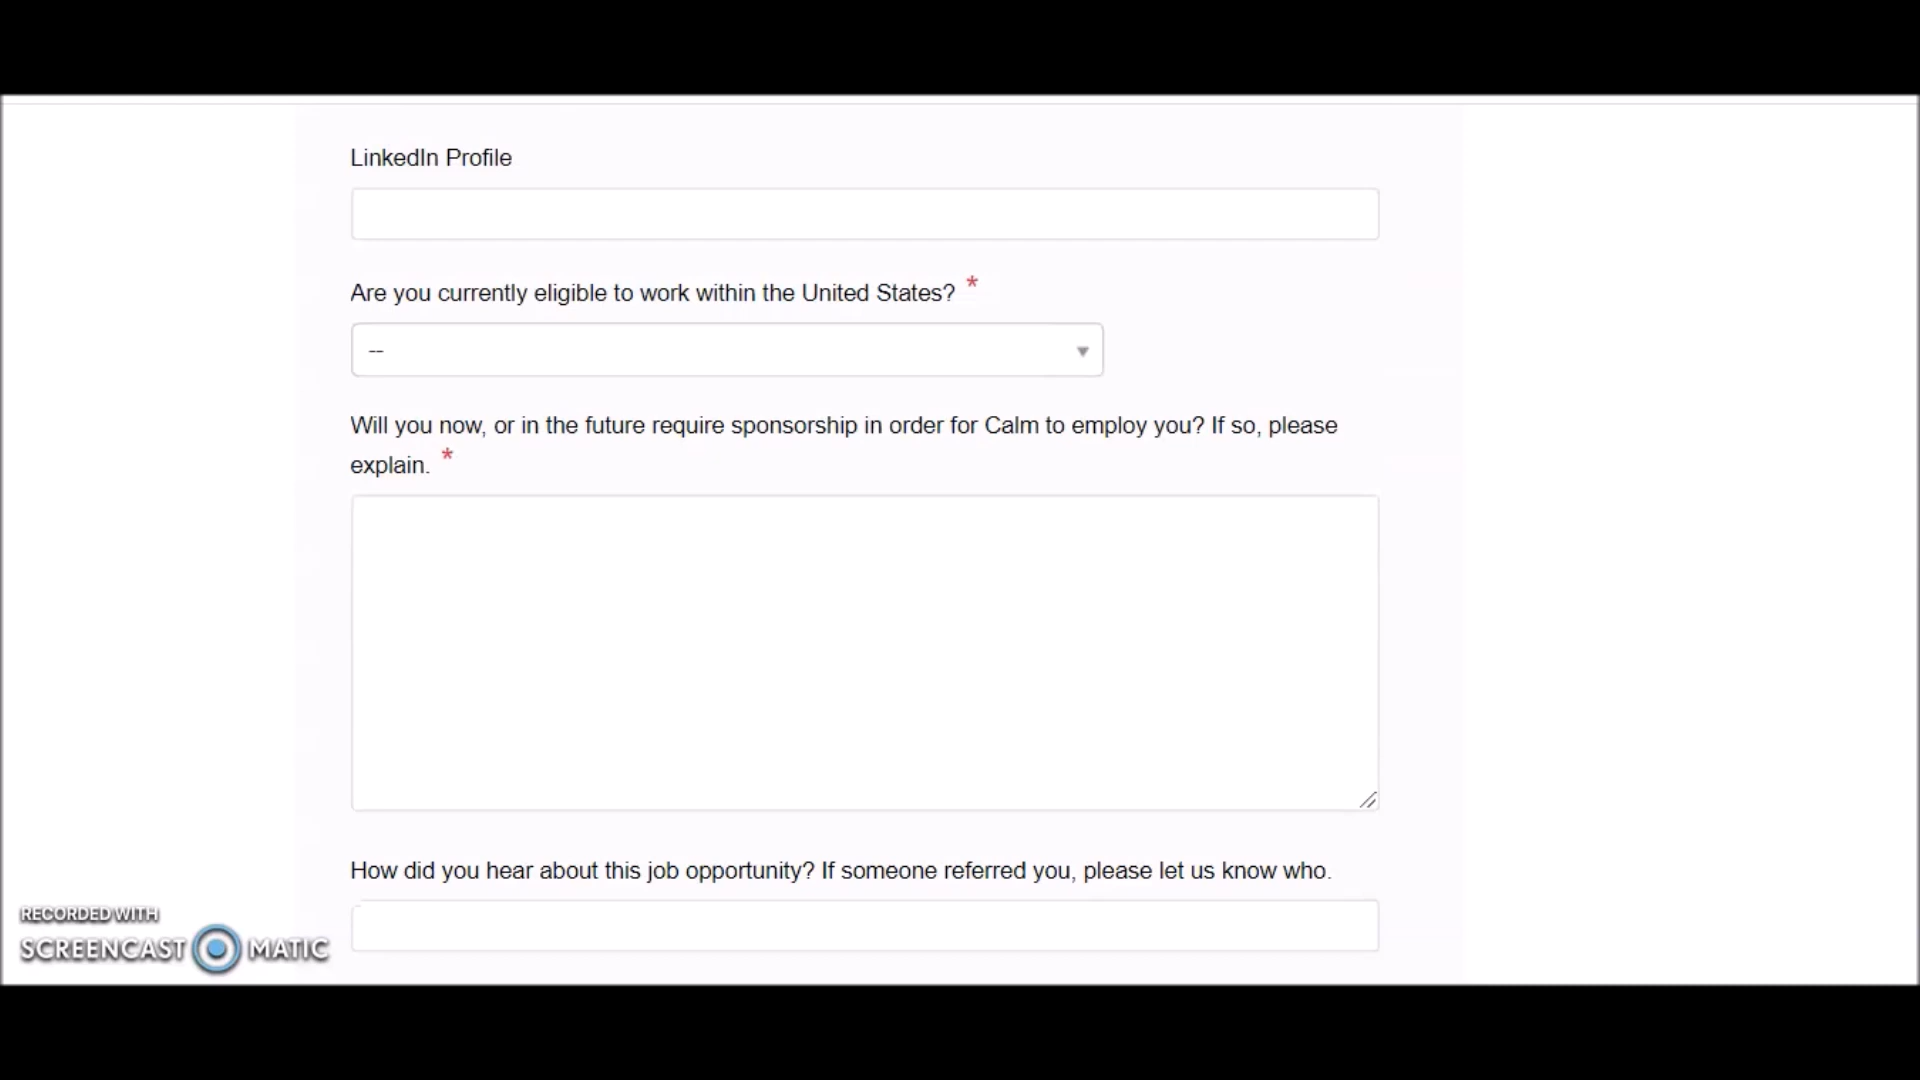 LinkedIn Profile
Are you currently eligible to work within the United States? *
--
Will you now, or in the future require sponsorship in order for Calm to employ you? If so, please
explain. *
How did you hear about this job opportunity? If someone referred you, please let us know who.
RECORDED WITH
SCREENCAST MATIC